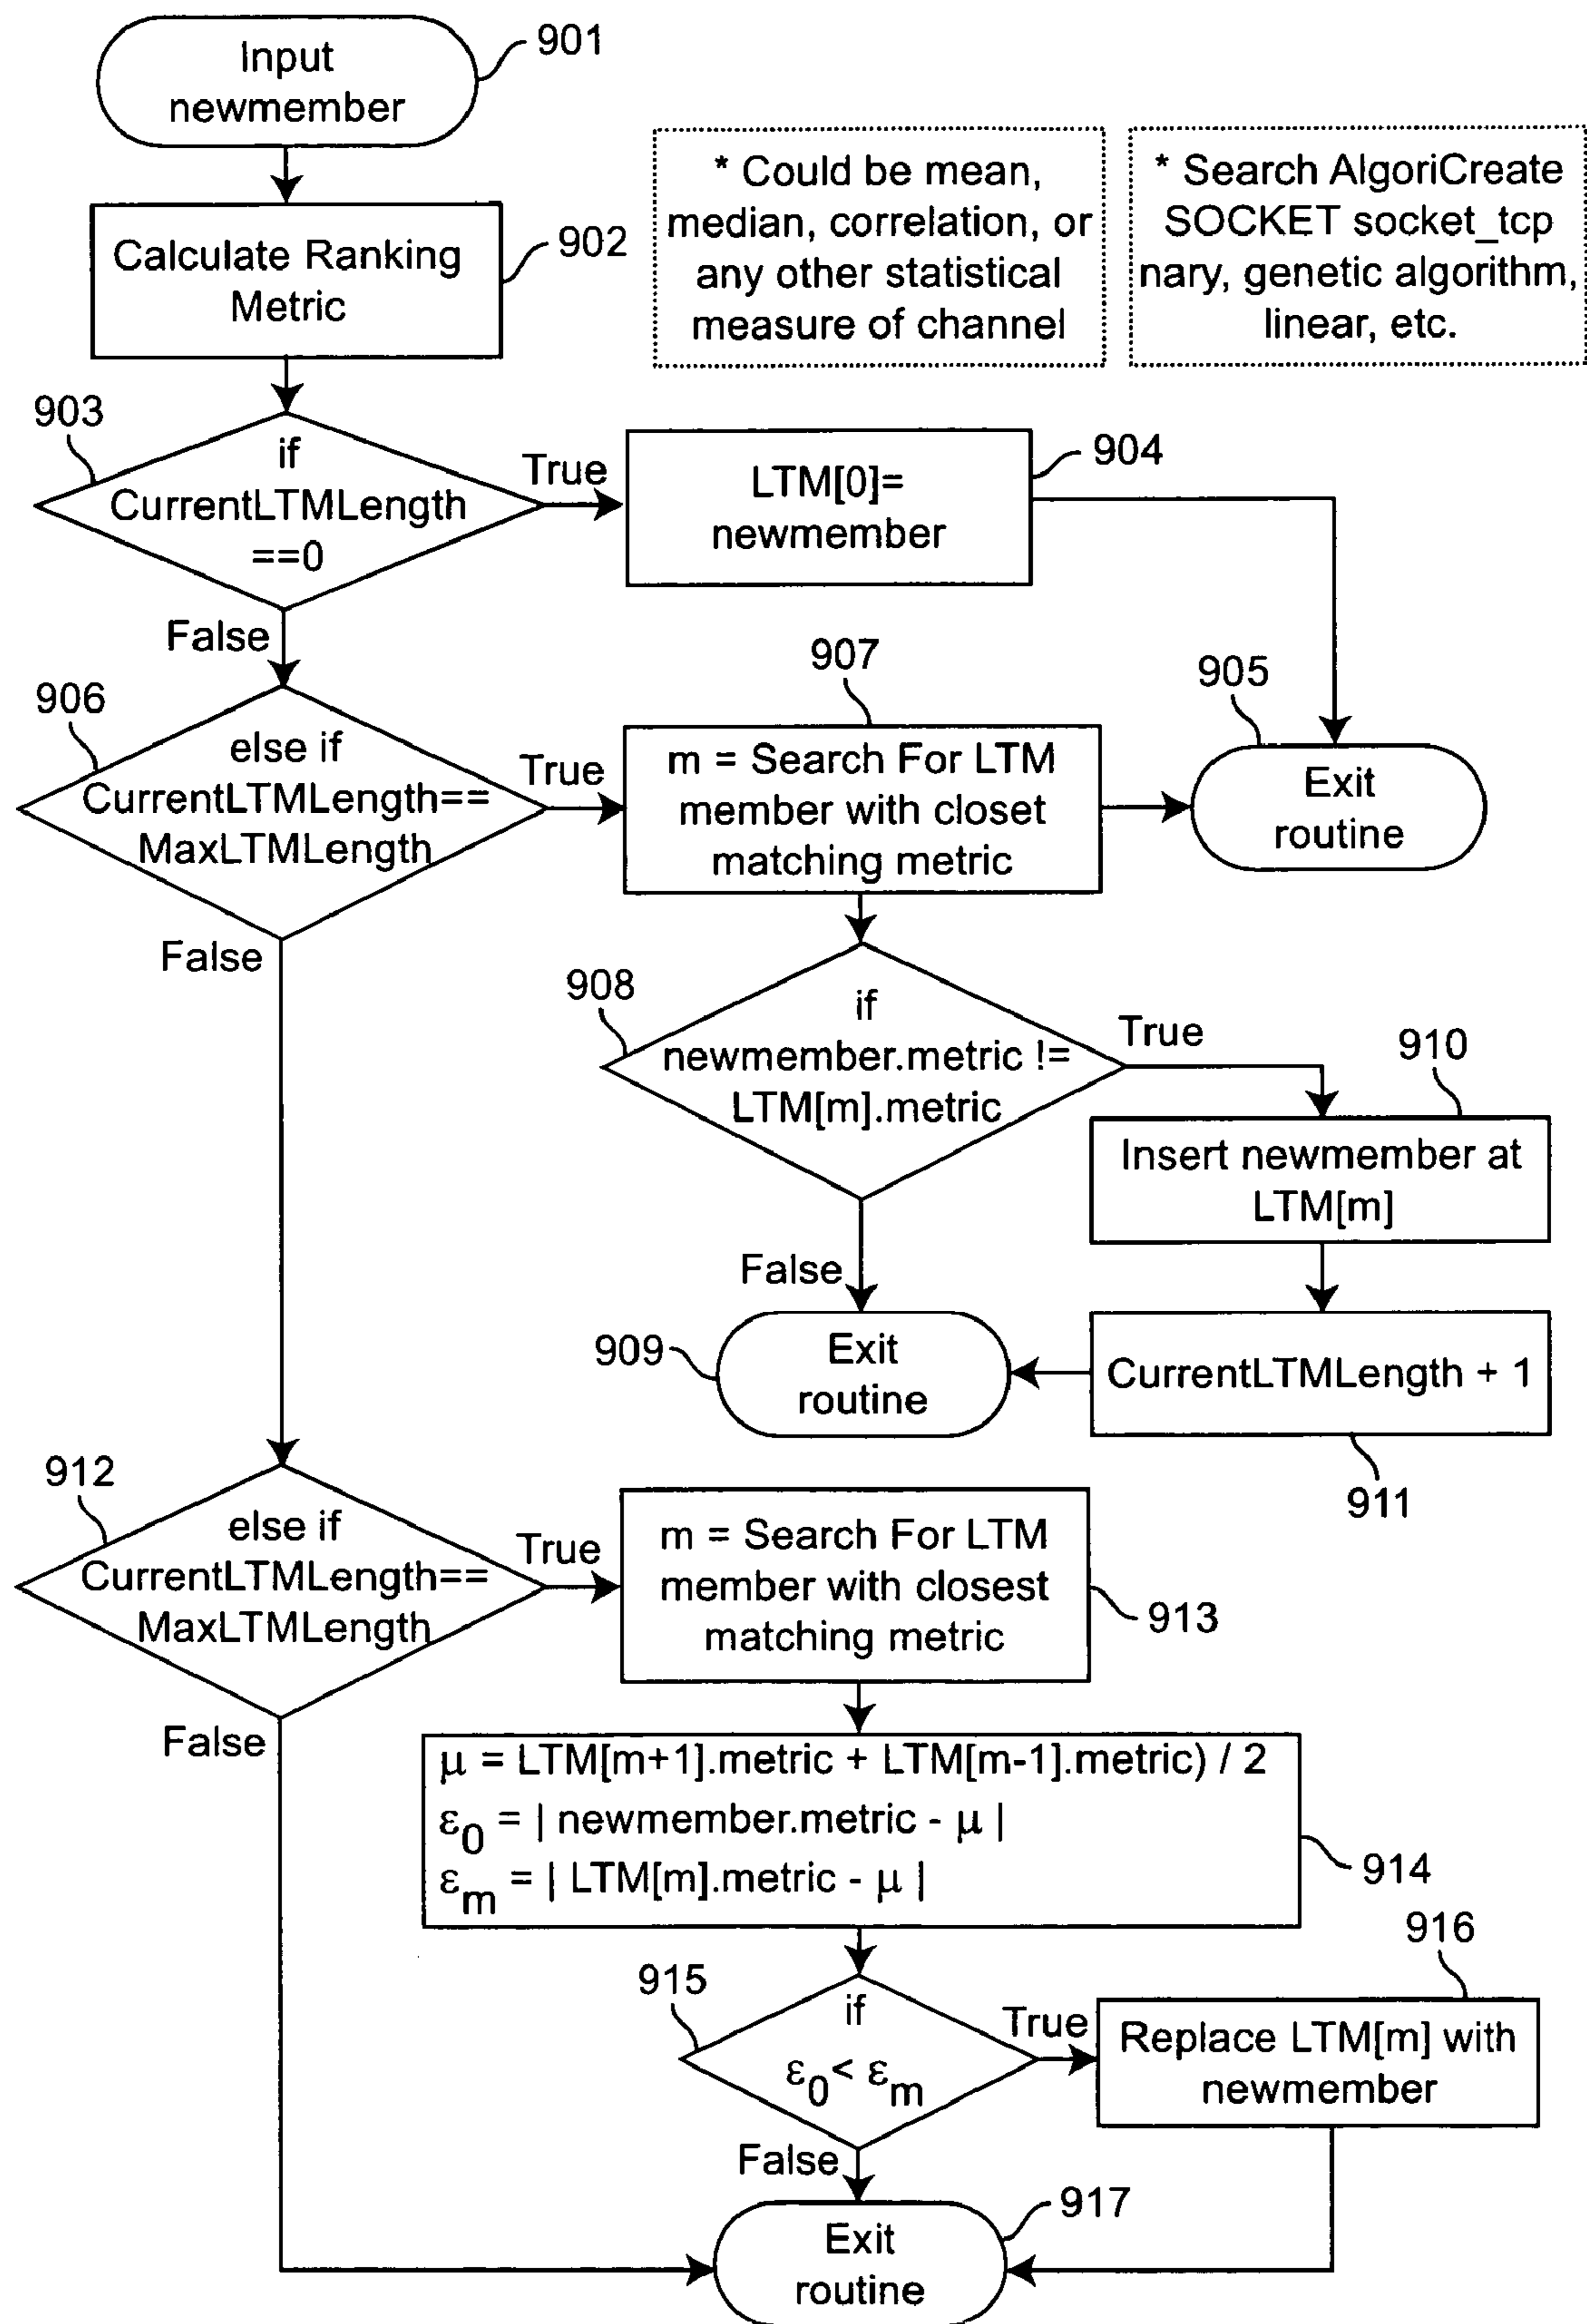 Input
newmember
901
Calculate Ranking
Metric
902
* Could be mean,
median, correlation, or
any other statistical
measure of channel
* Search AlgoriCreate
SOCKET socket_tcp
nary, genetic algorithm,
linear, etc.
903
if
CurrentLTMLength
==0
True
False
LTM[0]=
newmember
904
905
Exit
routine
906
else if
CurrentLTMLength==
MaxLTMLength
True
False
907
m = Search For LTM
member with closet
matching metric
908
if
newmember.metric !=
LTM[m].metric
True
False
910
Insert newmember at
LTM[m]
909
Exit
routine
CurrentLTMLength + 1
911
912
else if
CurrentLTMLength==
MaxLTMLength
True
False
m = Search For LTM
member with closest
matching metric
913
μ = LTM[m+1].metric + LTM[m-1].metric) / 2
ε0 = | newmember.metric - μ |
εm = | LTM[m].metric - μ |
914
915
if
ε0< εm
True
False
916
Replace LTM[m] with
newmember
917
Exit
routine